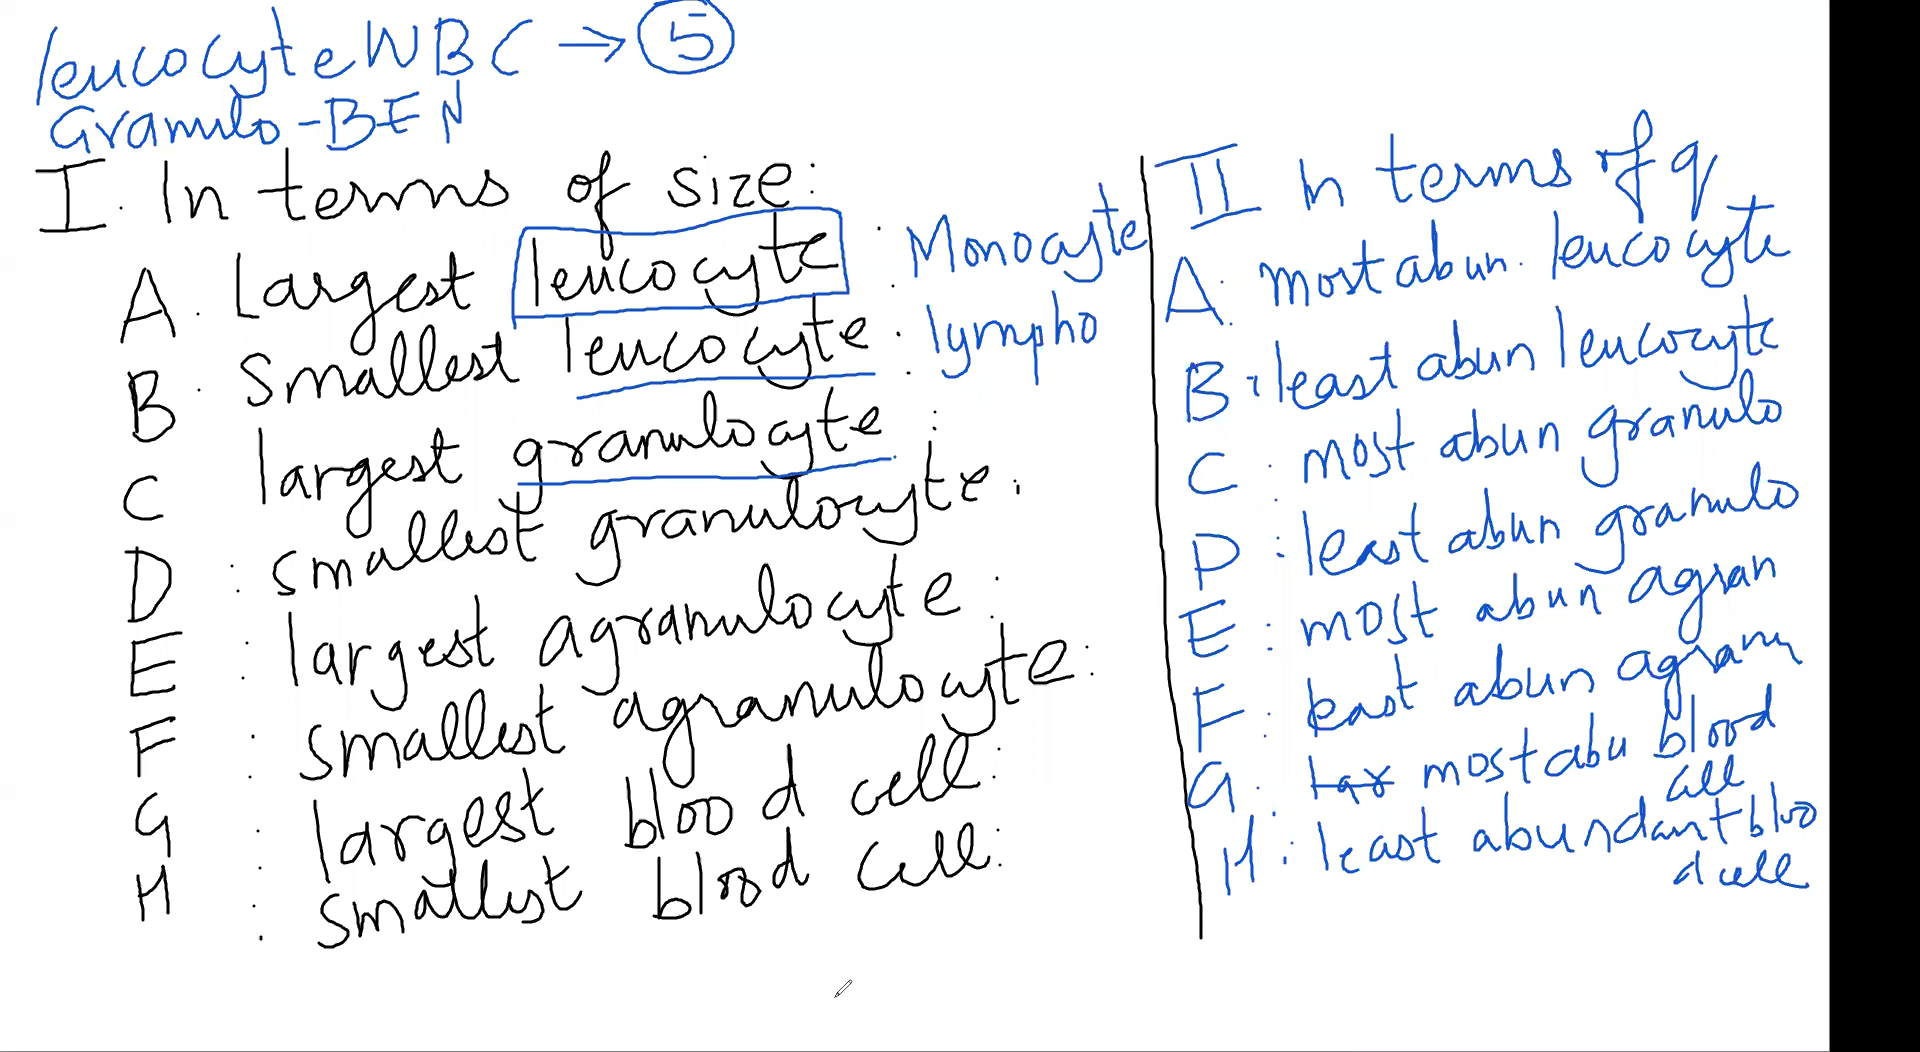 leucocyte WBC → 5
Granulo - BEN
I. In terms of size:
A. Largest leucocyte : Monocyte
B. Smallest leucocyte : lympho
C largest granulocyte :
D : smallest granulocyte.
E : largest agranulocyte :
F : smallest agranulocyte :
G : largest blood cell :
H : smallest blood cell :
II In terms of q
A. most abun. leucocyte
B : least abun leucocyte
C : most abun granulo
D : least abun granulo
E : most abun agran
F : least abun agranu
G. lar most abu blood
cell
H : least abundant bloo
d cell